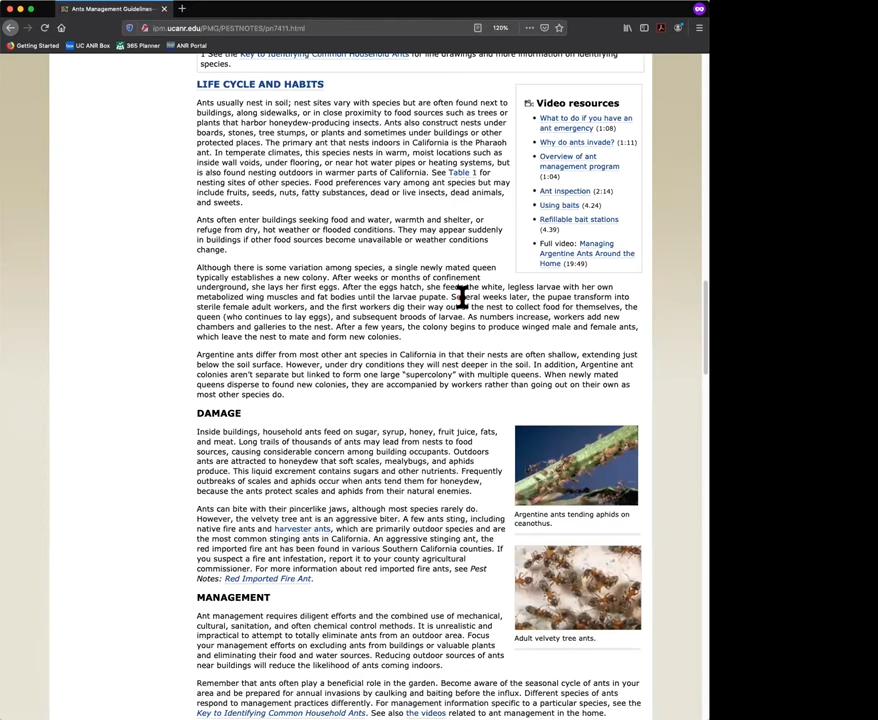 Ants Management Guidelines—
ipm.ucanr.edu/PMG/PESTNOTES/pn7411.html
120%
Getting Started
UC ANR Box
365 Planner
ANR Portal
1 See the Key to Identifying Common Household Ants for line drawings and more information on identifying
species.
LIFE CYCLE AND HABITS
Ants usually nest in soil; nest sites vary with species but are often found next to
buildings, along sidewalks, or in close proximity to food sources such as trees or
plants that harbor honeydew-producing insects. Ants also construct nests under
boards, stones, tree stumps, or plants and sometimes under buildings or other
protected places. The primary ant that nests indoors in California is the Pharaoh
ant. In temperate climates, this species nests in warm, moist locations such as
inside wall voids, under flooring, or near hot water pipes or heating systems, but
is also found nesting outdoors in warmer parts of California. See Table 1 for
nesting sites of other species. Food preferences vary among ant species but may
include fruits, seeds, nuts, fatty substances, dead or live insects, dead animals,
and sweets.
Ants often enter buildings seeking food and water, warmth and shelter, or
refuge from dry, hot weather or flooded conditions. They may appear suddenly
in buildings if other food sources become unavailable or weather conditions
change.
Although there is some variation among species, a single newly mated queen
typically establishes a new colony. After weeks or months of confinement
underground, she lays her first eggs. After the eggs hatch, she feeds the white, legless larvae with her own
metabolized wing muscles and fat bodies until the larvae pupate. Several weeks later, the pupae transform into
sterile female adult workers, and the first workers dig their way out of the nest to collect food for themselves, the
queen (who continues to lay eggs), and subsequent broods of larvae. As numbers increase, workers add new
chambers and galleries to the nest. After a few years, the colony begins to produce winged male and female ants,
which leave the nest to mate and form new colonies.
Argentine ants differ from most other ant species in California in that their nests are often shallow, extending just
below the soil surface. However, under dry conditions they will nest deeper in the soil. In addition, Argentine ant
colonies aren't separate but linked to form one large "supercolony" with multiple queens. When newly mated
queens disperse to found new colonies, they are accompanied by workers rather than going out on their own as
most other species do.
Video resources
What to do if you have an
ant emergency (1:08)
Why do ants invade? (1:11)
Overview of ant
management program
(1:04)
Ant inspection (2:14)
Using baits (4.24)
Refillable bait stations
(4.39)
Full video: Managing
Argentine Ants Around the
Home (19:49)
DAMAGE
Inside buildings, household ants feed on sugar, syrup, honey, fruit juice, fats,
and meat. Long trails of thousands of ants may lead from nests to food
sources, causing considerable concern among building occupants. Outdoors
ants are attracted to honeydew that soft scales, mealybugs, and aphids
produce. This liquid excrement contains sugars and other nutrients. Frequently
outbreaks of scales and aphids occur when ants tend them for honeydew,
because the ants protect scales and aphids from their natural enemies.
Ants can bite with their pincerlike jaws, although most species rarely do.
However, the velvety tree ant is an aggressive biter. A few ants sting, including
native fire ants and harvester ants, which are primarily outdoor species and are
the most common stinging ants in California. An aggressive stinging ant, the
red imported fire ant has been found in various Southern California counties. If
you suspect a fire ant infestation, report it to your county agricultural
commissioner. For more information about red imported fire ants, see Pest
Notes: Red Imported Fire Ant.
Argentine ants tending aphids on
ceanothus.
Adult velvety tree ants.
MANAGEMENT
Ant management requires diligent efforts and the combined use of mechanical,
cultural, sanitation, and often chemical control methods. It is unrealistic and
impractical to attempt to totally eliminate ants from an outdoor area. Focus
your management efforts on excluding ants from buildings or valuable plants
and eliminating their food and water sources. Reducing outdoor sources of ants
near buildings will reduce the likelihood of ants coming indoors.
Remember that ants often play a beneficial role in the garden. Become aware of the seasonal cycle of ants in your
area and be prepared for annual invasions by caulking and baiting before the influx. Different species of ants
respond to management practices differently. For management information specific to a particular species, see the
Key to Identifying Common Household Ants. See also the videos related to ant management in the home.